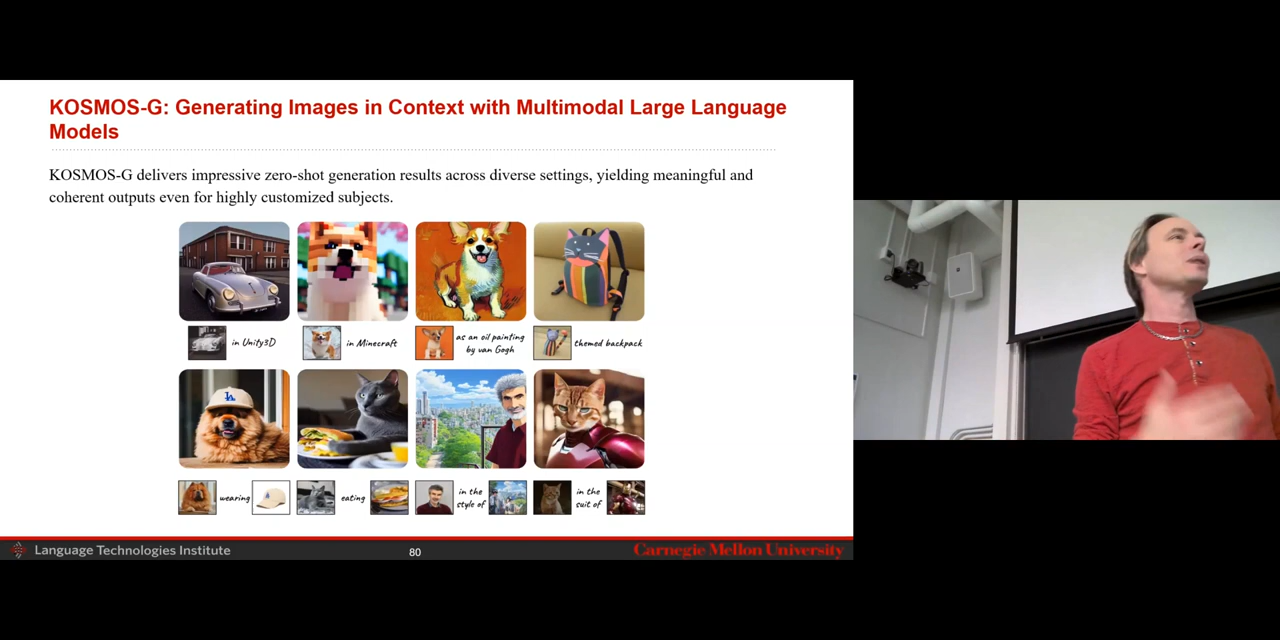 KOSMOS-G: Generating Images in Context with Multimodal Large Language
Models
KOSMOS-G delivers impressive zero-shot generation results across diverse settings, yielding meaningful and
coherent outputs even for highly customized subjects.
in Unity3D
in Minecraft
as an oil painting
by van Gogh
themed backpack
LA
wearing
eating
in the
style of
in the
suit of
Language Technologies Institute
80
Carnegie Mellon University